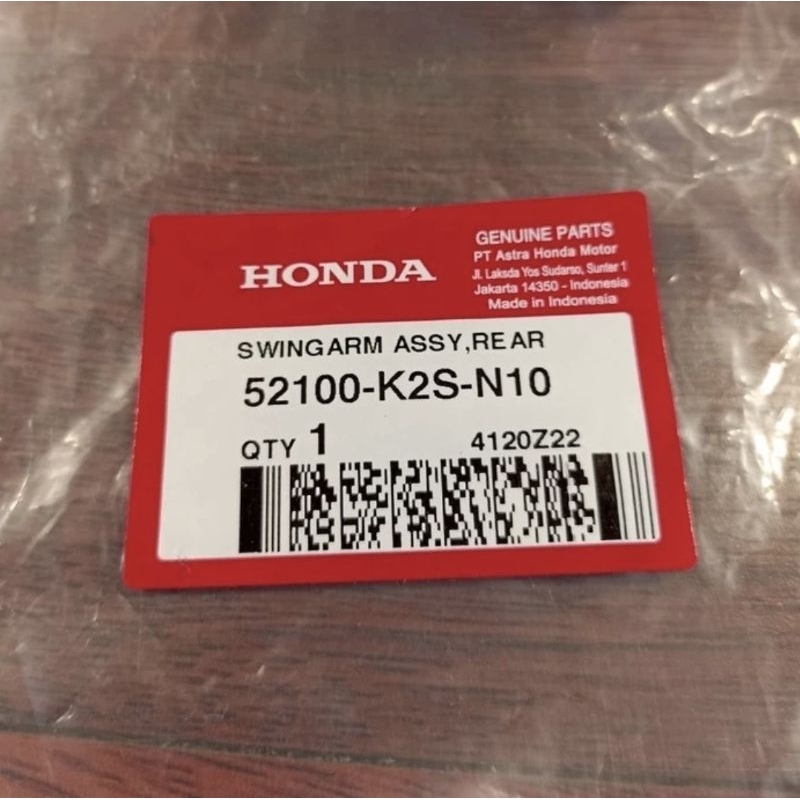 HONDA
GENUINE PARTS
PT Astra Honda Motor
Jl. Laksda Yos Sudarso, Sunter 1
Jakarta 14350 - Indonesia
Made in Indonesia
SWINGARM ASSY,REAR
52100-K2S-N10
QTY 1 4120Z22